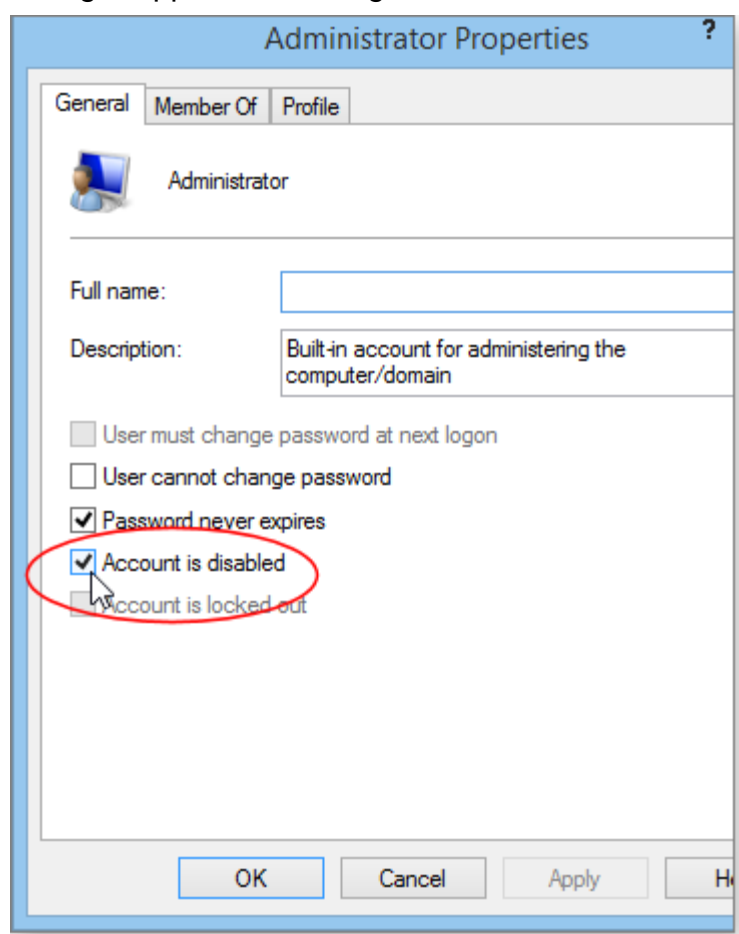 Administrator Properties ?
General Member Of Profile
Administrator
Full name:
Description: Built-in account for administering the
computer/domain
User must change password at next logon
User cannot change password
Password never expires
Account is disabled
Account is locked out
OK Cancel Apply